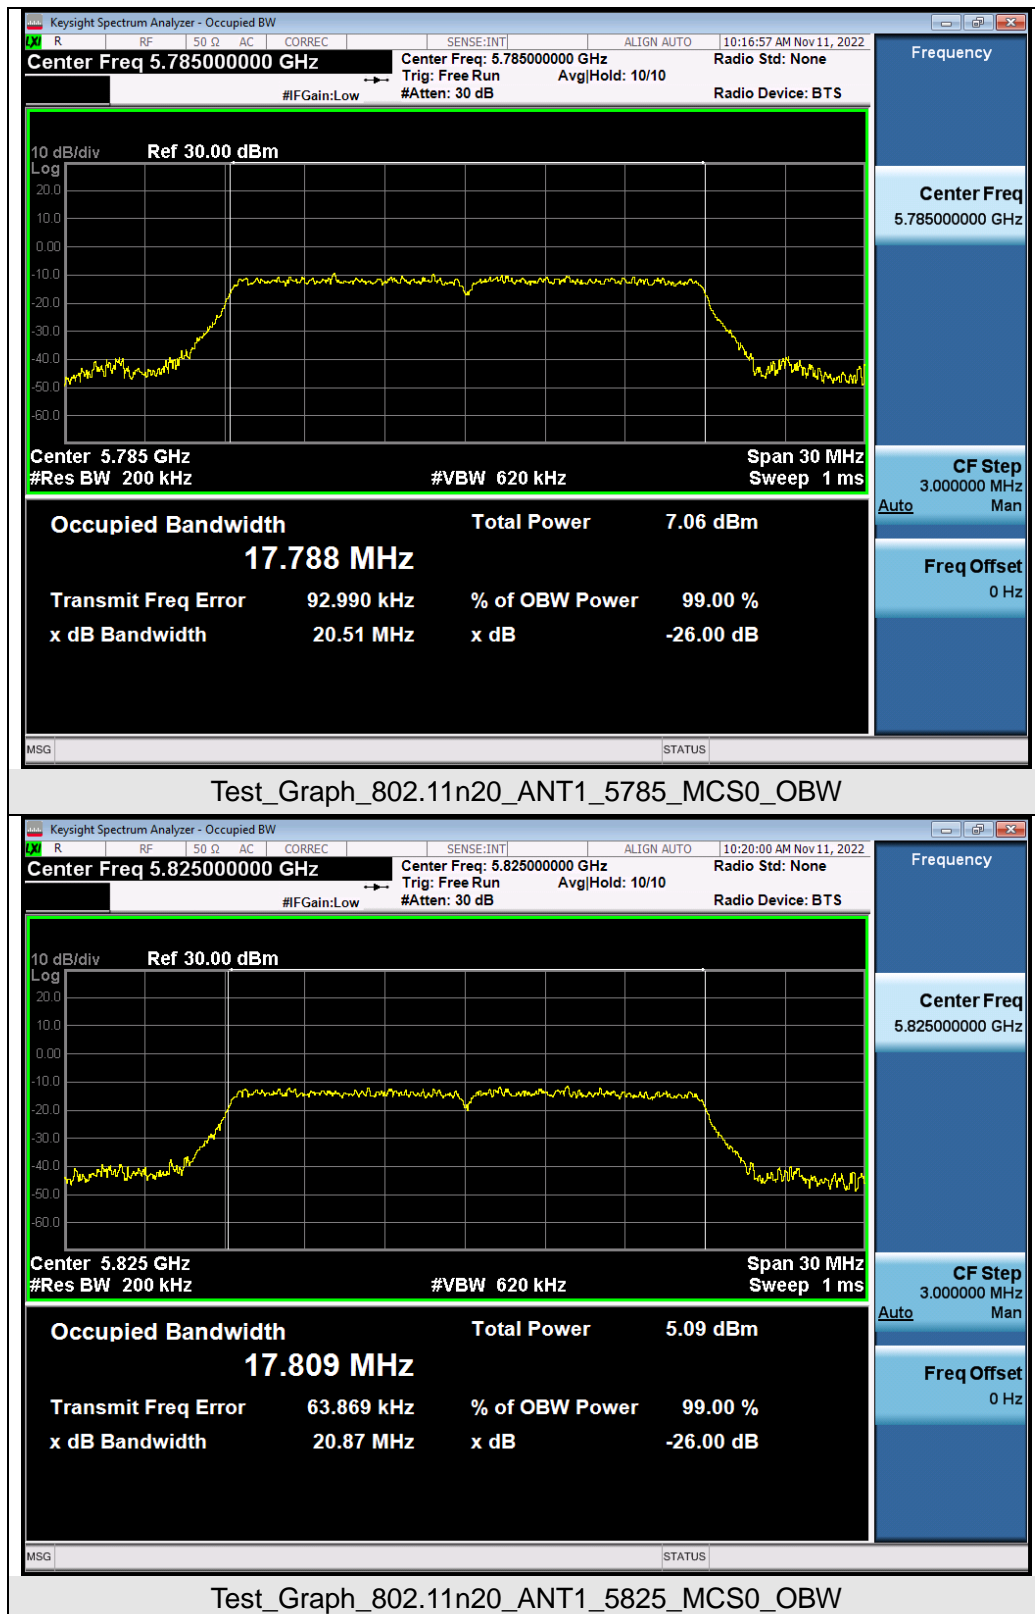 Keysight Spectrum Analyzer - Occupied BW
LXI R RF 50 Ω AC CORREC SENSE:INT ALIGN AUTO 10:16:57 AM Nov 11, 2022
Center Freq 5.785000000 GHz
Center Freq: 5.785000000 GHz Radio Std: None
Trig: Free Run Avg|Hold: 10/10
#IFGain:Low #Atten: 30 dB Radio Device: BTS
Frequency
10 dB/div Ref 30.00 dBm
Log
20.0
10.0
0.00
-10.0
-20.0
-30.0
-40.0
-50.0
-60.0
Center 5.785 GHz Span 30 MHz
#Res BW 200 kHz #VBW 620 kHz Sweep 1 ms
Center Freq
5.785000000 GHz
CF Step
3.000000 MHz
Auto Man
Freq Offset
0 Hz
Occupied Bandwidth Total Power 7.06 dBm
17.788 MHz
Transmit Freq Error 92.990 kHz % of OBW Power 99.00 %
x dB Bandwidth 20.51 MHz x dB -26.00 dB
MSG STATUS
Test_Graph_802.11n20_ANT1_5785_MCS0_OBW
Keysight Spectrum Analyzer - Occupied BW
LXI R RF 50 Ω AC CORREC SENSE:INT ALIGN AUTO 10:20:00 AM Nov 11, 2022
Center Freq 5.825000000 GHz
Center Freq: 5.825000000 GHz Radio Std: None
Trig: Free Run Avg|Hold: 10/10
#IFGain:Low #Atten: 30 dB Radio Device: BTS
Frequency
10 dB/div Ref 30.00 dBm
Log
20.0
10.0
0.00
-10.0
-20.0
-30.0
-40.0
-50.0
-60.0
Center 5.825 GHz Span 30 MHz
#Res BW 200 kHz #VBW 620 kHz Sweep 1 ms
Center Freq
5.825000000 GHz
CF Step
3.000000 MHz
Auto Man
Freq Offset
0 Hz
Occupied Bandwidth Total Power 5.09 dBm
17.809 MHz
Transmit Freq Error 63.869 kHz % of OBW Power 99.00 %
x dB Bandwidth 20.87 MHz x dB -26.00 dB
MSG STATUS
Test_Graph_802.11n20_ANT1_5825_MCS0_OBW